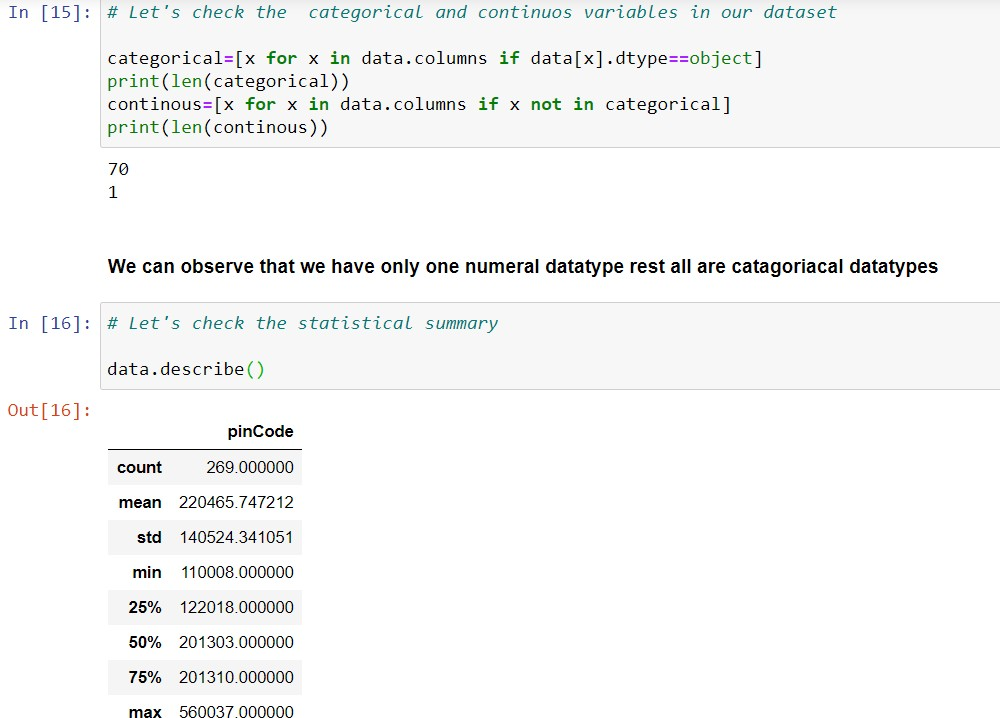 In [15]: # Let's check the  categorical and continuos variables in our dataset
categorical=[x for x in data.columns if data[x].dtype==object]
print(len(categorical))
continous=[x for x in data.columns if x not in categorical]
print(len(continous))
70
1
We can observe that we have only one numeral datatype rest all are catagoriacal datatypes
In [16]: # Let's check the statistical summary
data.describe()
Out[16]:
pinCode
count 269.000000
mean 220465.747212
std 140524.341051
min 110008.000000
25% 122018.000000
50% 201303.000000
75% 201310.000000
max 560037.000000